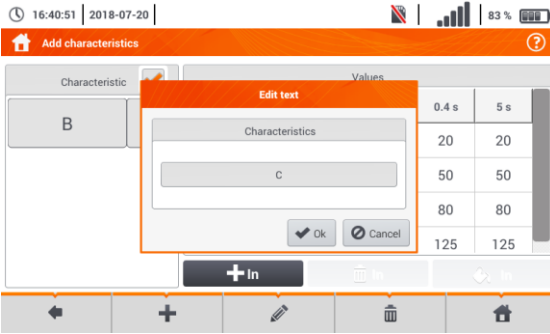 16:40:51 2018-07-20 83 %
Add characteristics ?
Characteristic Values
Edit text
0.4 s 5 s
B
Characteristics
20 20
C
50 50
80 80
Ok Cancel
125 125
In In In